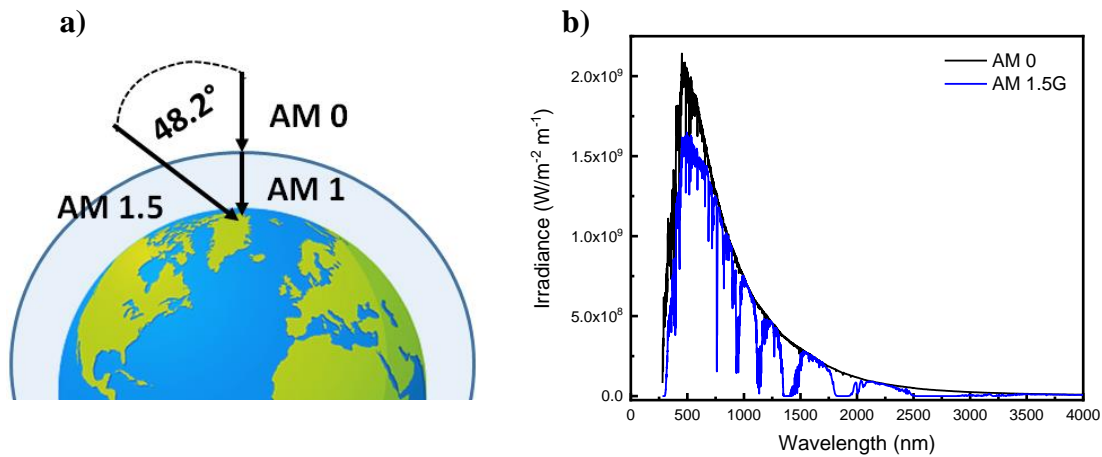 a)
48.2°
AM 0
AM 1
AM 1.5
b)
AM 0
AM 1.5G
2.0x10⁹
1.5x10⁹
1.0x10⁹
5.0x10⁸
0.0
Irradiance (W/m⁻² m⁻¹)
0 500 1000 1500 2000 2500 3000 3500 4000
Wavelength (nm)